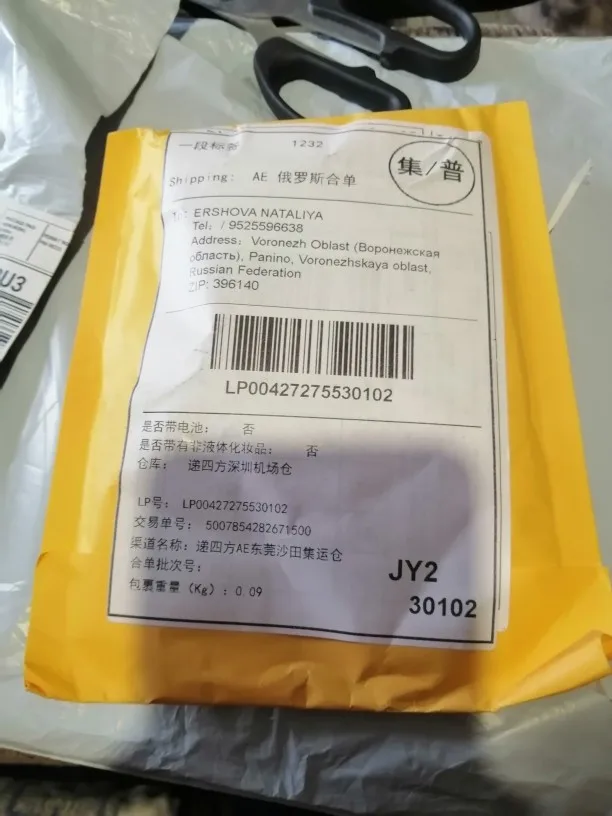 一段标签 1232
集/普
Shipping: AE 俄罗斯合单
ERSHOVA NATALIYA
Tel: / 9525596638
Address: Voronezh Oblast (Воронежская
область), Panino, Voronezhskaya oblast,
Russian Federation
ZIP: 396140
LP00427275530102
是否带电池: 否
是否带有非液体化妆品: 否
仓库: 递四方深圳机场仓
LP号: LP00427275530102
交易单号: 5007854282671500
渠道名称: 递四方AE东莞沙田集运仓
合单批次号:
包裹重量 (Kg) : 0.09
JY2
30102
U3